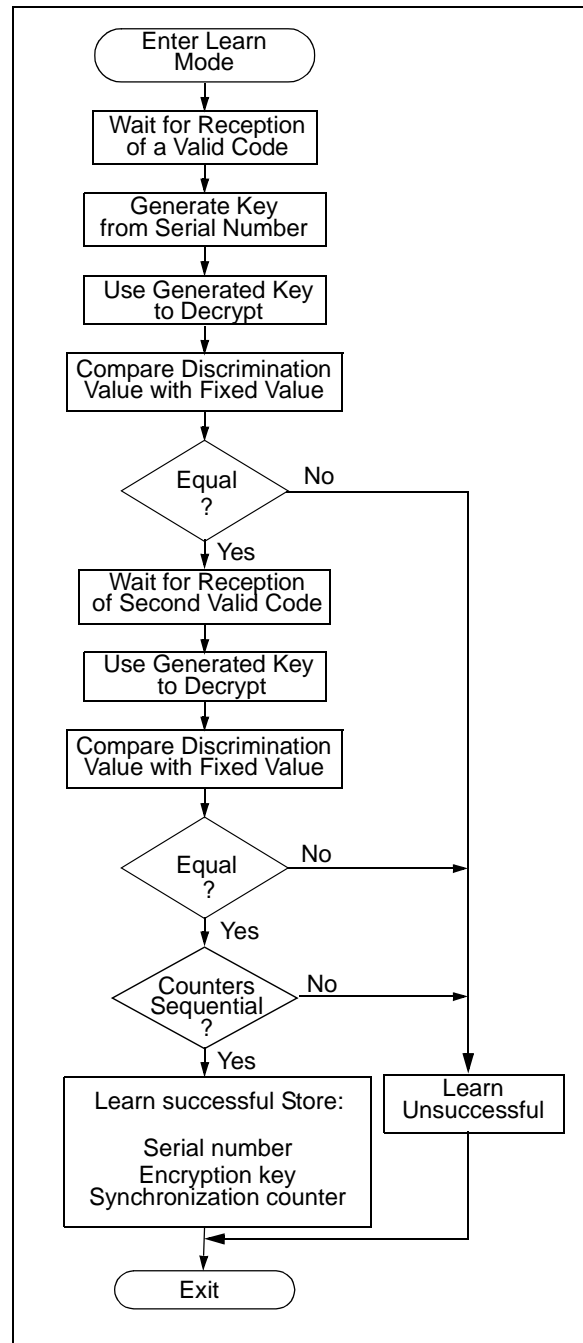 Enter Learn
Mode
Wait for Reception
of a Valid Code
Generate Key
from Serial Number
Use Generated Key
to Decrypt
Compare Discrimination
Value with Fixed Value
Equal
?
No
Yes
Wait for Reception
of Second Valid Code
Use Generated Key
to Decrypt
Compare Discrimination
Value with Fixed Value
Equal
?
No
Yes
Counters
Sequential
?
No
Yes
Learn successful Store:
Serial number
Encryption key
Synchronization counter
Learn
Unsuccessful
Exit